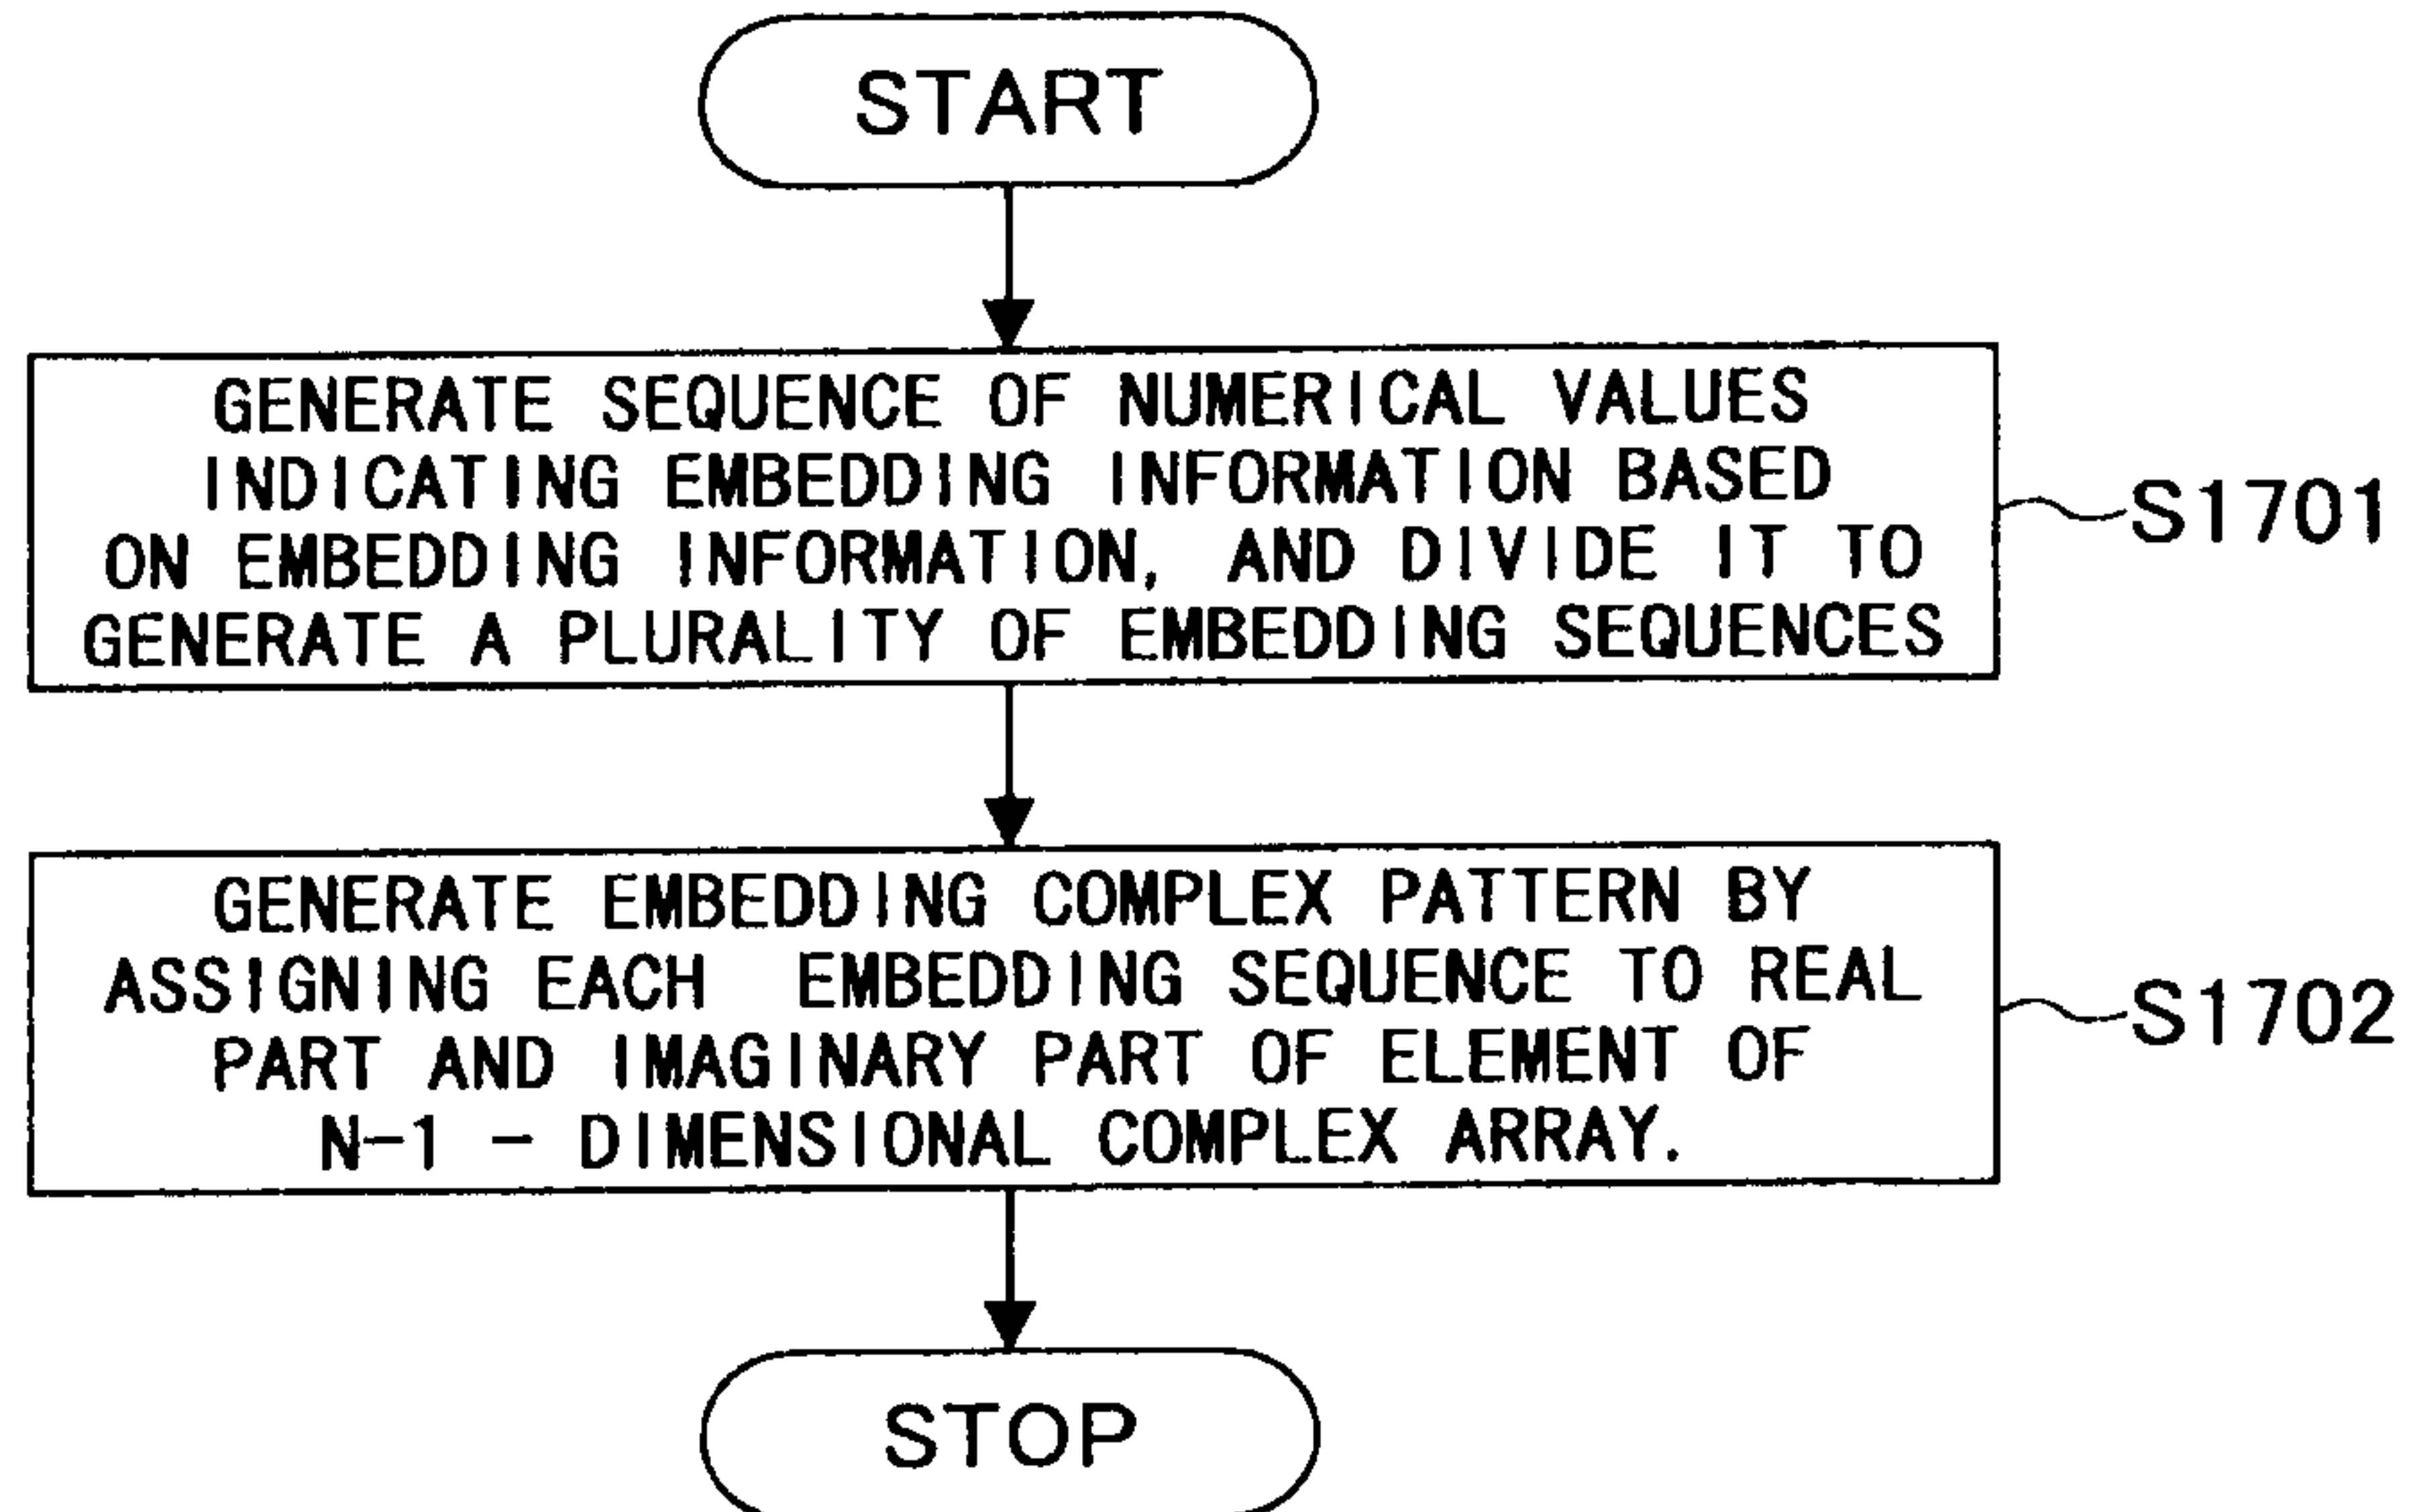 START
GENERATE SEQUENCE OF NUMERICAL VALUES
INDICATING EMBEDDING INFORMATION BASED
ON EMBEDDING INFORMATION, AND DIVIDE IT TO
GENERATE A PLURALITY OF EMBEDDING SEQUENCES
S1701
GENERATE EMBEDDING COMPLEX PATTERN BY
ASSIGNING EACH EMBEDDING SEQUENCE TO REAL
PART AND IMAGINARY PART OF ELEMENT OF
N-1 - DIMENSIONAL COMPLEX ARRAY.
S1702
STOP